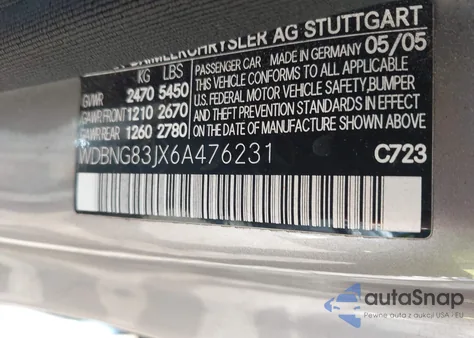 DAIMLERCHRYSLER AG STUTTGART
KG LBS
GVWR 2470 5450
GAWR FRONT 1210 2670
GAWR REAR 1260 2780
PASSENGER CAR MADE IN GERMANY 05/05
THIS VEHICLE CONFORMS TO ALL APPLICABLE
U.S. FEDERAL MOTOR VEHICLE SAFETY, BUMPER
AND THEFT PREVENTION STANDARDS IN EFFECT
ON THE DATE OF MANUFACTURE SHOWN ABOVE
WDBNG83JX6A476231
C723
autoSnap
Pewne auta z aukcji USA - EU